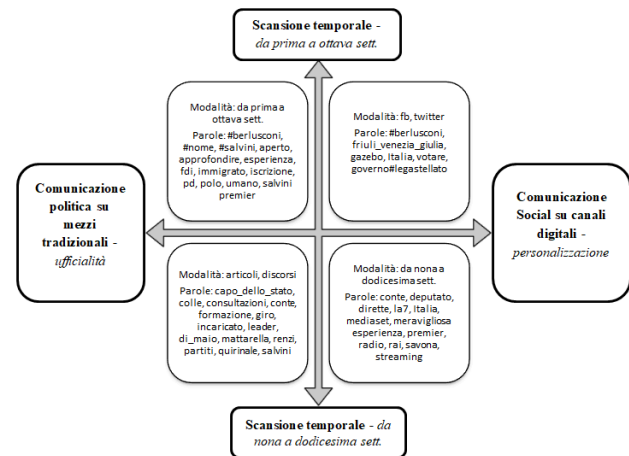 Scansione temporale -
da prima a ottava sett.
Modalità: da prima a
ottava sett.
Parole: #berlusconi,
#nome, #salvini, aperto,
approfondire, esperienza,
fdi, immigrato, iscrizione,
pd, polo, umano, salvini
premier
Modalità: fb, twitter
Parole: #berlusconi,
friuli_venezia_giulia,
gazebo, Italia, votare,
governo#legastellato
Comunicazione
politica su
mezzi
tradizionali -
ufficialità
Comunicazione
Social su canali
digitali -
personalizzazione
Modalità: articoli, discorsi
Parole: capo_dello_stato,
colle, consultazioni, conte,
formazione, giro,
incaricato, leader,
di_maio, mattarella, renzi,
partiti, quirinale, salvini
Modalità: da nona a
dodicesima sett.
Parole: conte, deputato,
dirette, la7, Italia,
mediaset, meravigliosa
esperienza, premier,
radio, rai, savona,
streaming
Scansione temporale - da
nona a dodicesima sett.